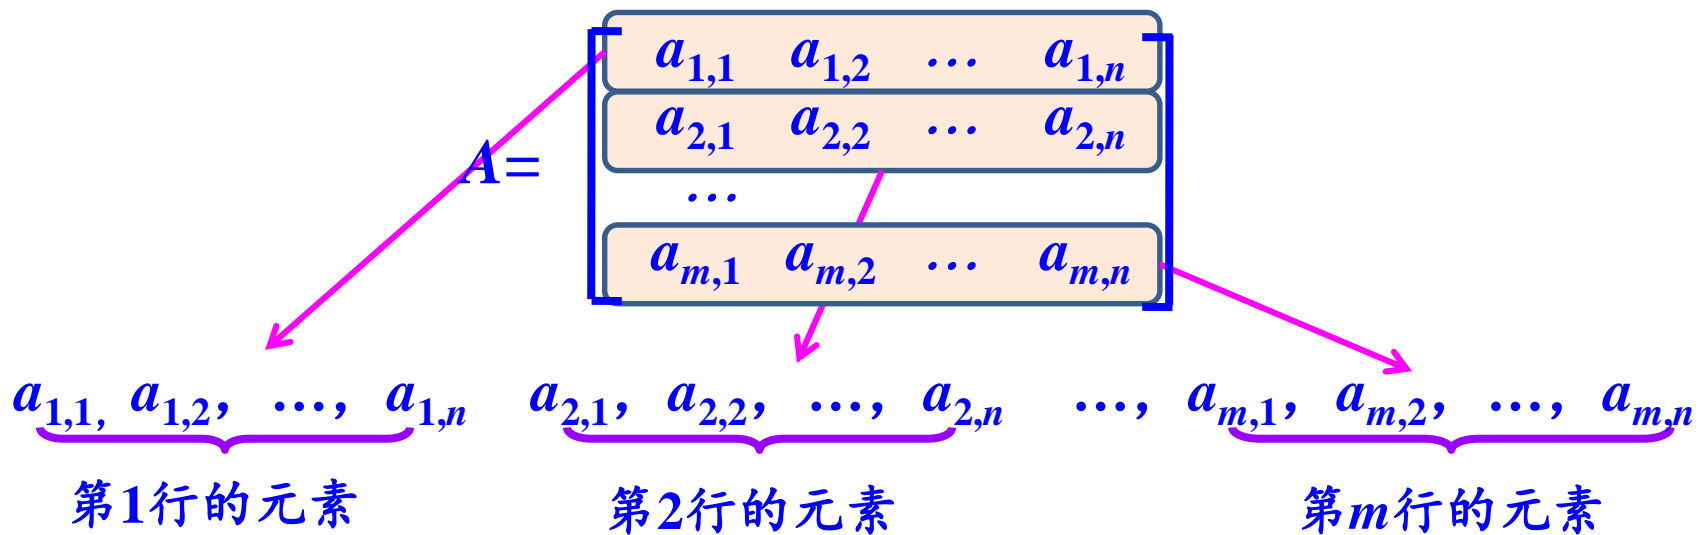 a1,1 a1,2 … a1,n
a2,1 a2,2 … a2,n
A=
…
am,1 am,2 … am,n
a1,1, a1,2, …, a1,n a2,1, a2,2, …, a2,n …, am,1, am,2, …, am,n
第1行的元素 第2行的元素 第m行的元素